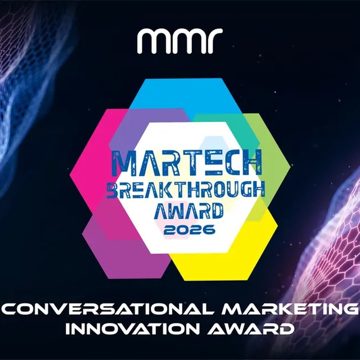 mmr
MARTECH
BREAKTHROUGH
AWARD
2026
CONVERSATIONAL MARKETING
INNOVATION AWARD